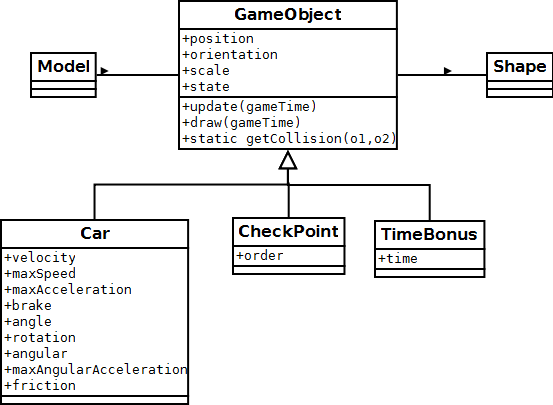 GameObject
+position
+orientation
+scale
+state
+update(gameTime)
+draw(gameTime)
+static getCollision(o1,o2)
Model
Shape
Car
+velocity
+maxSpeed
+maxAcceleration
+brake
+angle
+rotation
+angular
+maxAngularAcceleration
+friction
CheckPoint
+order
TimeBonus
+time